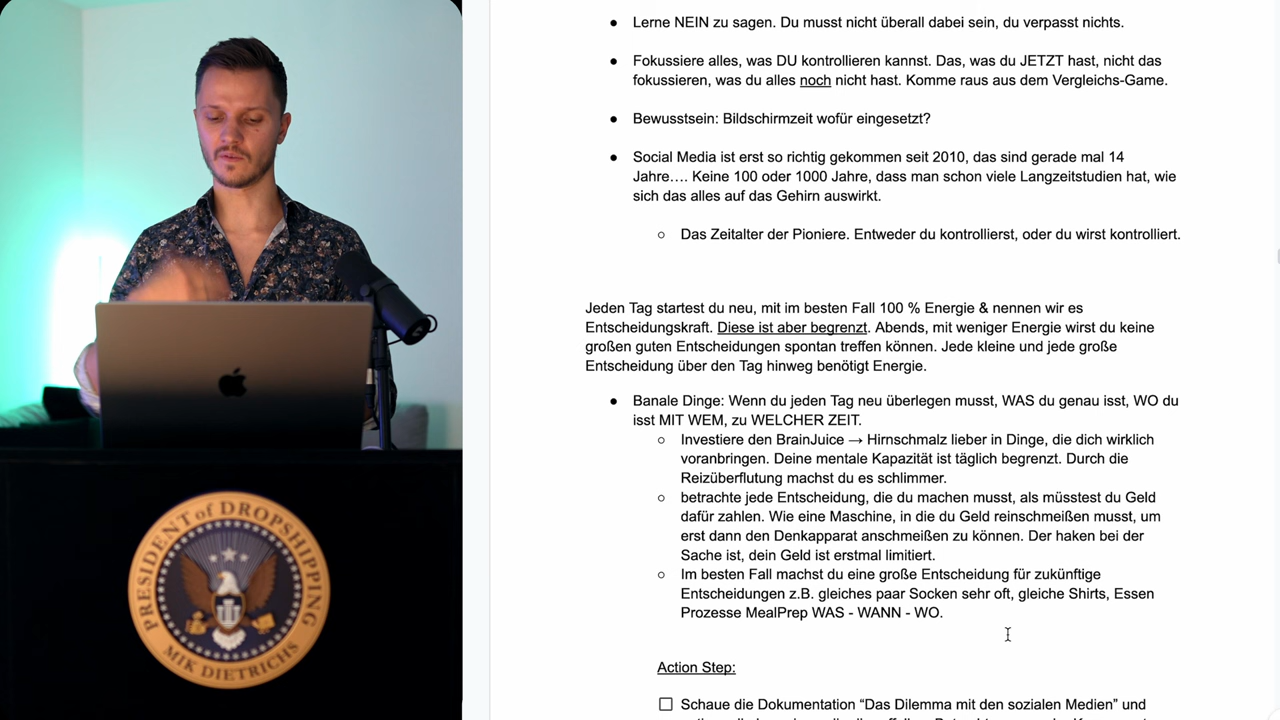 Lerne NEIN zu sagen. Du musst nicht überall dabei sein, du verpasst nichts.
Fokussiere alles, was DU kontrollieren kannst. Das, was du JETZT hast, nicht das
fokussieren, was du alles noch nicht hast. Komme raus aus dem Vergleichs-Game.
Bewusstsein: Bildschirmzeit wofür eingesetzt?
Social Media ist erst so richtig gekommen seit 2010, das sind gerade mal 14
Jahre…. Keine 100 oder 1000 Jahre, dass man schon viele Langzeitstudien hat, wie
sich das alles auf das Gehirn auswirkt.
Das Zeitalter der Pioniere. Entweder du kontrollierst, oder du wirst kontrolliert.
Jeden Tag startest du neu, mit im besten Fall 100 % Energie & nennen wir es
Entscheidungskraft. Diese ist aber begrenzt. Abends, mit weniger Energie wirst du keine
großen guten Entscheidungen spontan treffen können. Jede kleine und jede große
Entscheidung über den Tag hinweg benötigt Energie.
Banale Dinge: Wenn du jeden Tag neu überlegen musst, WAS du genau isst, WO du
isst MIT WEM, zu WELCHER ZEIT.
Investiere den BrainJuice → Hirnschmalz lieber in Dinge, die dich wirklich
voranbringen. Deine mentale Kapazität ist täglich begrenzt. Durch die
Reizüberflutung machst du es schlimmer.
betrachte jede Entscheidung, die du machen musst, als müsstest du Geld
dafür zahlen. Wie eine Maschine, in die du Geld reinschmeißen musst, um
erst dann den Denkapparat anschmeißen zu können. Der haken bei der
Sache ist, dein Geld ist erstmal limitiert.
Im besten Fall machst du eine große Entscheidung für zukünftige
Entscheidungen z.B. gleiches paar Socken sehr oft, gleiche Shirts, Essen
Prozesse MealPrep WAS - WANN - WO.
Action Step:
Schaue die Dokumentation “Das Dilemma mit den sozialen Medien” und
PRESIDENT of DROPSHIPPING
MIK DIETRICHS